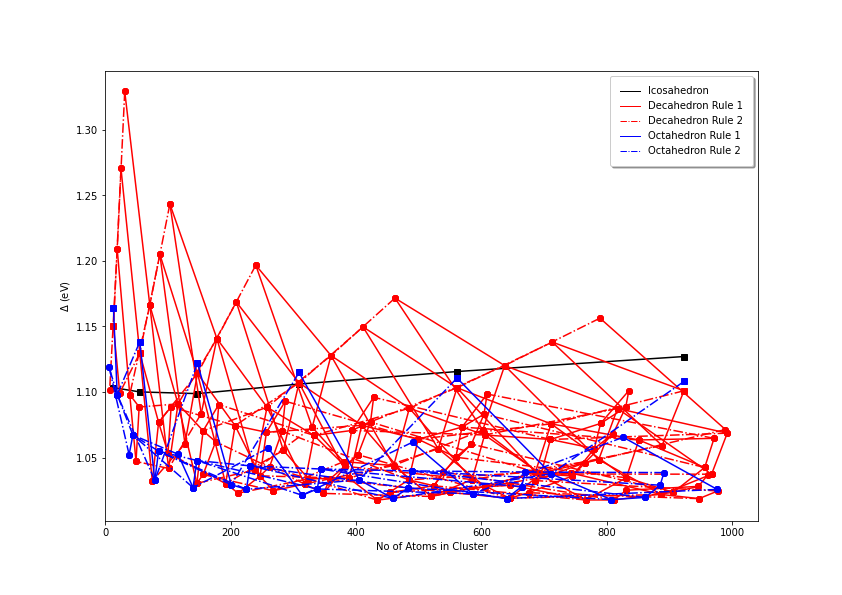 Icosahedron
Decahedron Rule 1
Decahedron Rule 2
Octahedron Rule 1
Octahedron Rule 2
1.30
1.25
1.20
1.15
1.10
1.05
Δ (eV)
0 200 400 600 800 1000
No of Atoms in Cluster